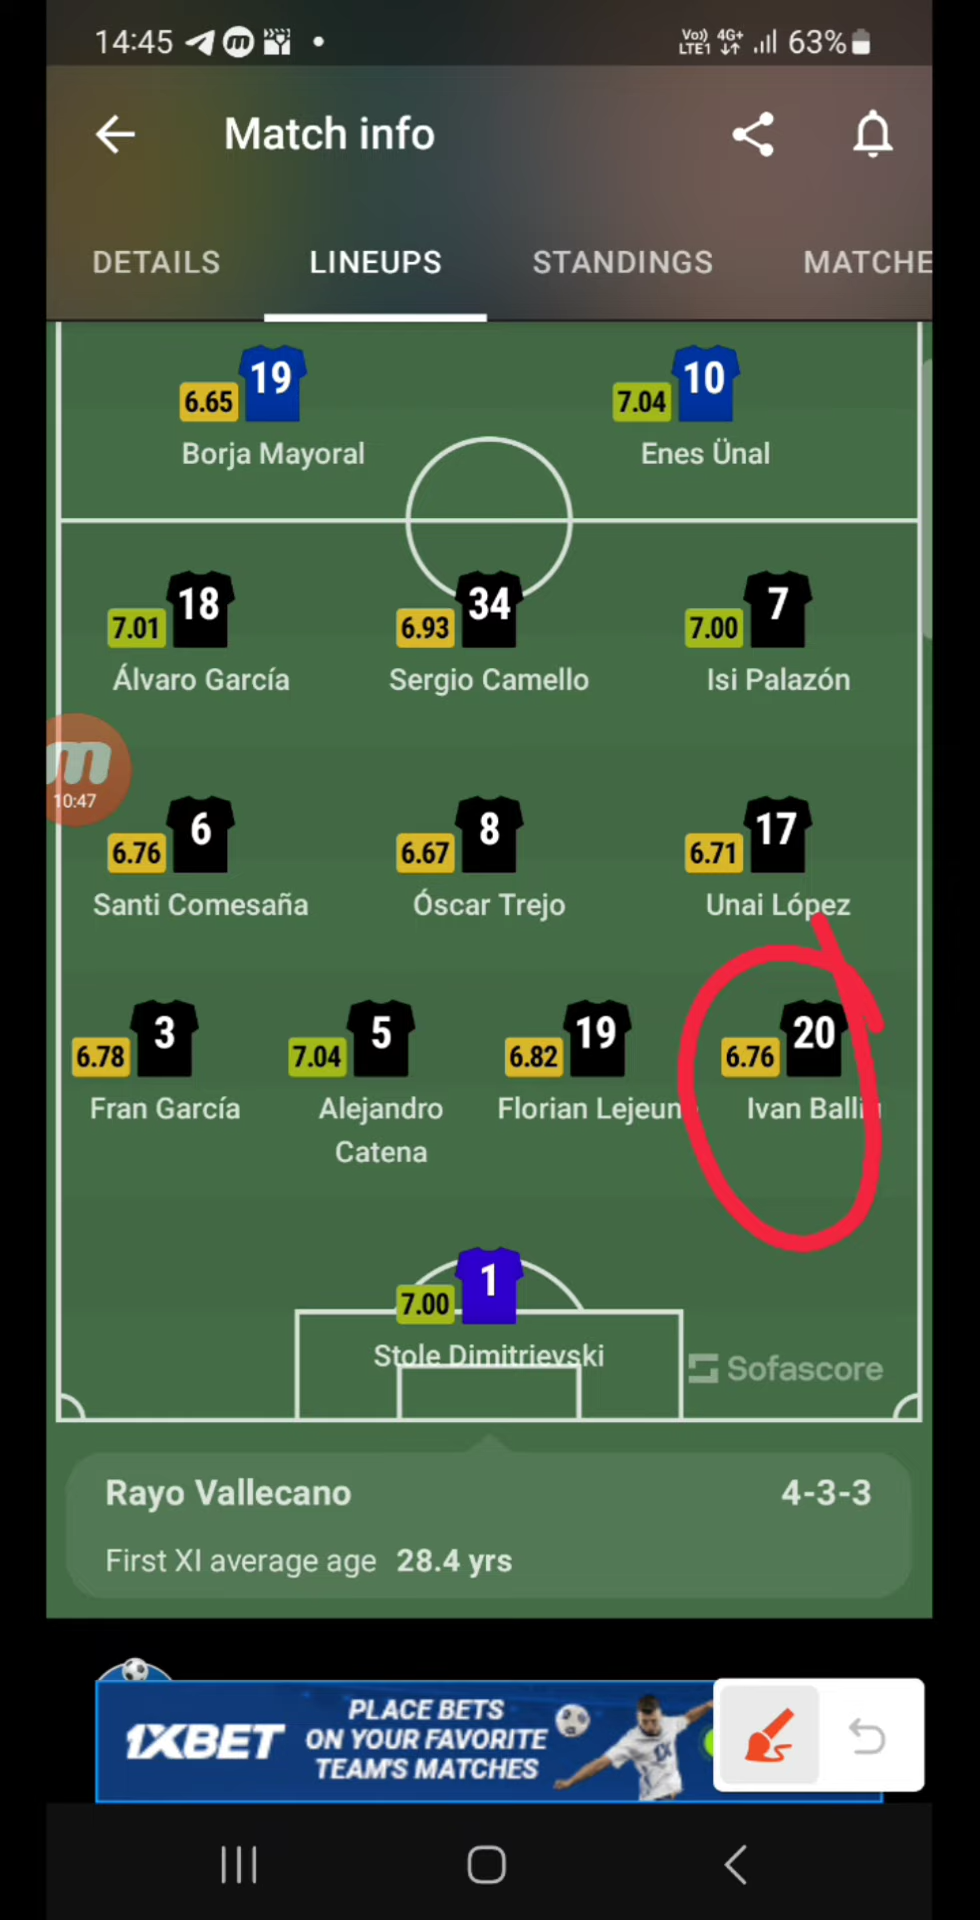 14:45 m Vo)) 4G+ 63%
LTE1
Match info
DETAILS LINEUPS STANDINGS MATCHE
19 10
6.65 7.04
Borja Mayoral Enes Ünal
18 34 7
7.01 6.93 7.00
Álvaro García Sergio Camello Isi Palazón
m
10:47
6 8 17
6.76 6.67 6.71
Santi Comesaña Óscar Trejo Unai López
3 5 19 20
6.78 7.04 6.82 6.76
Fran García Alejandro Florian Lejeun Ivan Balli
Catena
1
7.00
Stole Dimitrievski
Sofascore
Rayo Vallecano 4-3-3
First XI average age 28.4 yrs
1XBET PLACE BETS
ON YOUR FAVORITE
TEAM'S MATCHES